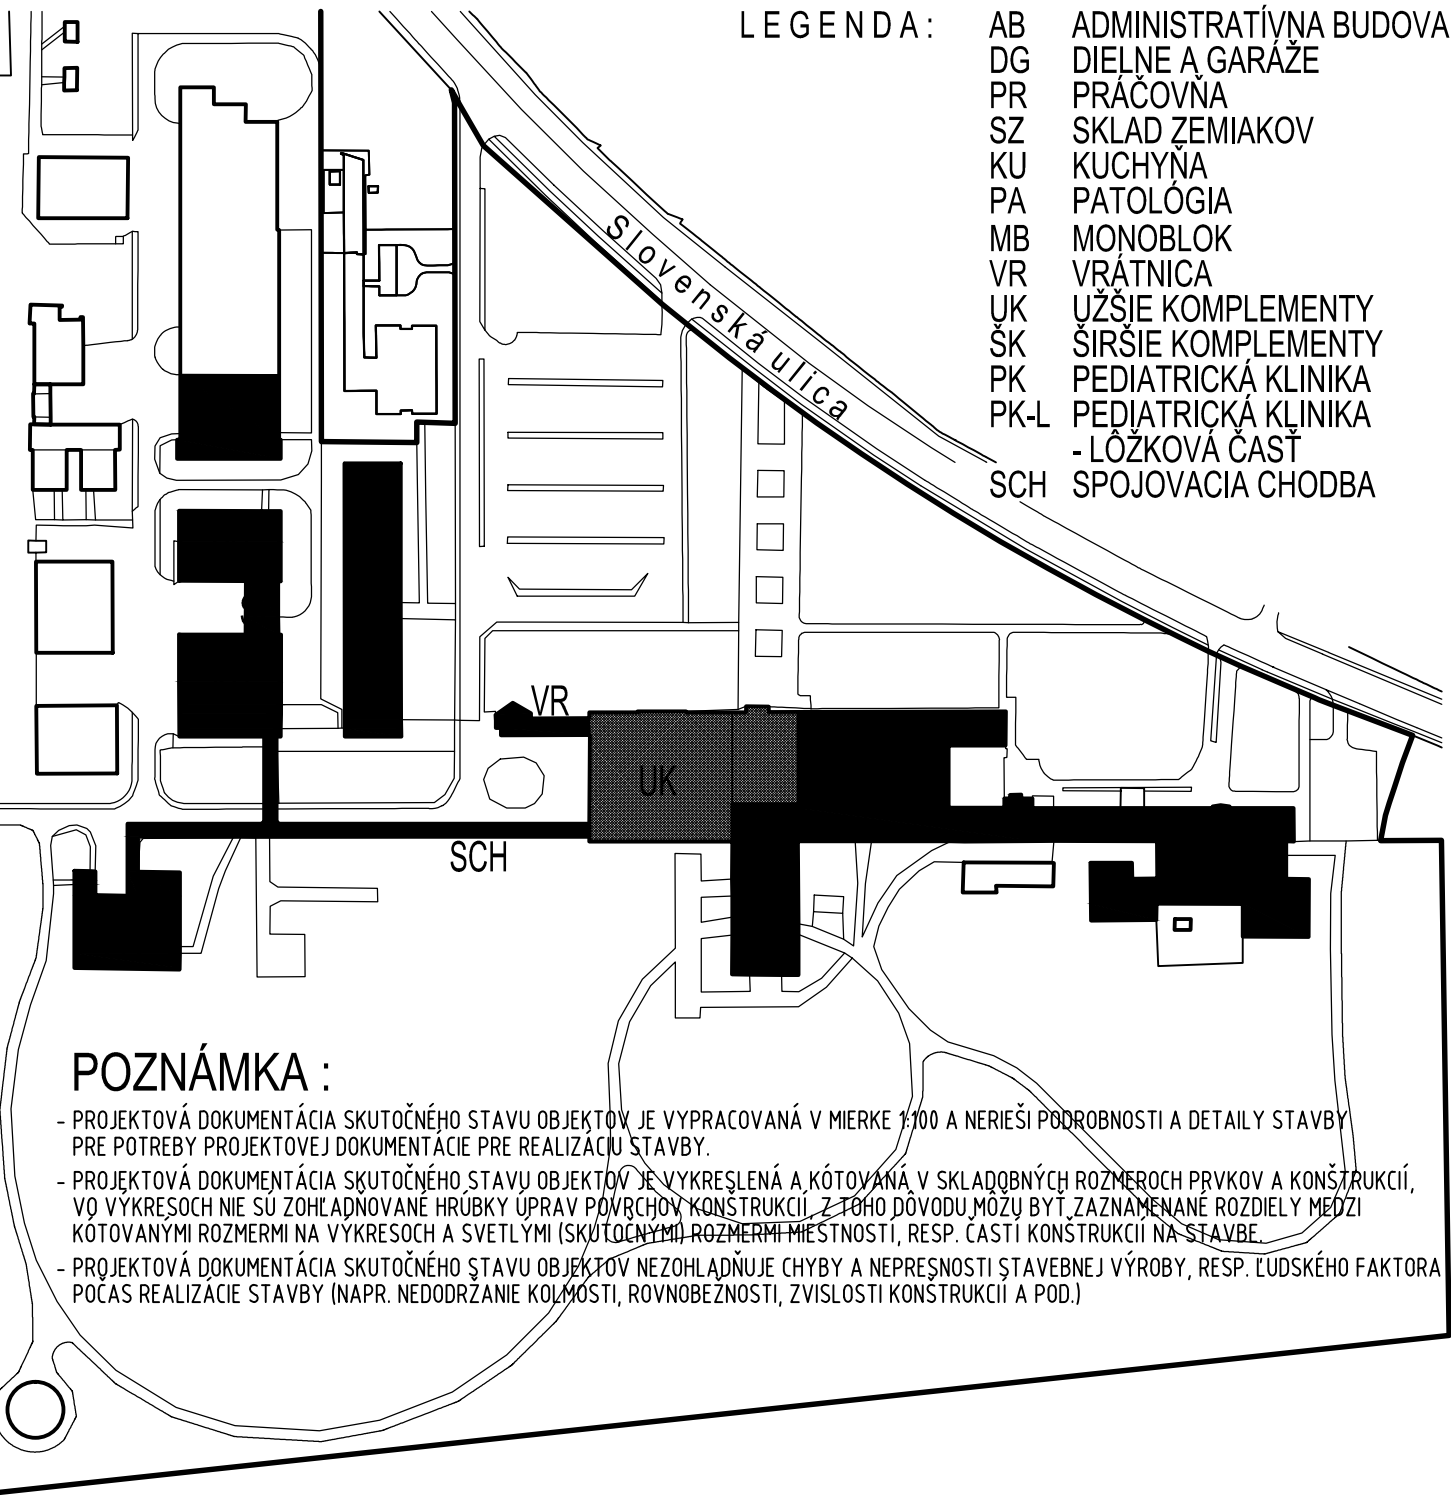 LEGENDA:
AB ADMINISTRATÍVNA BUDOVA
DG DIELNE A GARÁŽE
PR PRÁČOVŇA
SZ SKLAD ZEMIAKOV
KU KUCHYŇA
PA PATOLÓGIA
MB MONOBLOK
VR VRÁTNICA
UK UŽŠIE KOMPLEMENTY
ŠK ŠIRŠIE KOMPLEMENTY
PK PEDIATRICKÁ KLINIKA
PK-L PEDIATRICKÁ KLINIKA
- LÔŽKOVÁ ČASŤ
SCH SPOJOVACIA CHODBA
Slovenská ulica
VR
UK
SCH
POZNÁMKA :
- PROJEKTOVÁ DOKUMENTÁCIA SKUTOČNÉHO STAVU OBJEKTOV JE VYPRACOVANÁ V MIERKE 1:100 A NERIEŠI PODROBNOSTI A DETAILY STAVBY
PRE POTREBY PROJEKTOVEJ DOKUMENTÁCIE PRE REALIZÁCIU STAVBY.
- PROJEKTOVÁ DOKUMENTÁCIA SKUTOČNÉHO STAVU OBJEKTOV JE VYKRESLENÁ A KÓTOVANÁ V SKLADOBNÝCH ROZMEROCH PRVKOV A KONŠTRUKCIÍ,
VO VÝKRESOCH NIE SÚ ZOHĽADŇOVANÉ HRÚBKY ÚPRAV POVRCHOV KONŠTRUKCIÍ. Z TOHO DÔVODU MÔŽU BYŤ ZAZNAMENANÉ ROZDIELY MEDZI
KÓTOVANÝMI ROZMERMI NA VÝKRESOCH A SVETLÝMI (SKUTOČNÝMI) ROZMERMI MIESTNOSTÍ, RESP. ČASTÍ KONŠTRUKCIÍ NA STAVBE.
- PROJEKTOVÁ DOKUMENTÁCIA SKUTOČNÉHO STAVU OBJEKTOV NEZOHĽADŇUJE CHYBY A NEPRESNOSTI STAVEBNEJ VÝROBY, RESP. ĽUDSKÉHO FAKTORA
POČAS REALIZÁCIE STAVBY (NAPR. NEDODRŽANIE KOLMOSTI, ROVNOBEŽNOSTI, ZVISLOSTI KONŠTRUKCIÍ A POD.)